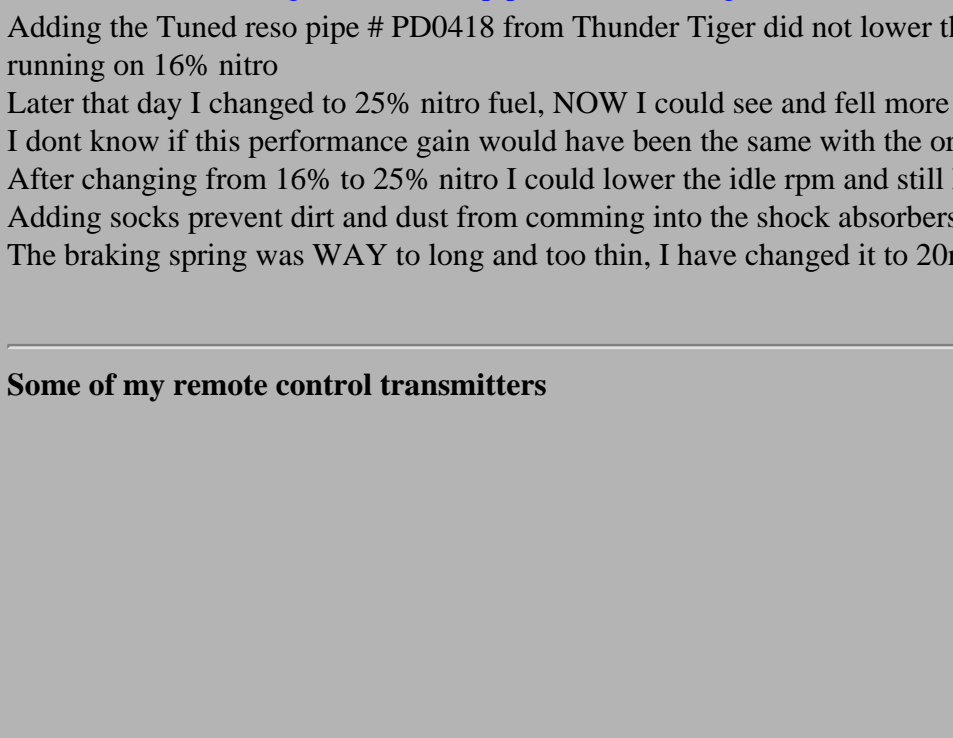 Adding the Tuned reso pipe # PD0418 from Thunder Tiger did not lower
running on 16% nitro
Later that day I changed to 25% nitro fuel, NOW I could see and fell more
I dont know if this performance gain would have been the same with the
After changing from 16% to 25% nitro I could lower the idle rpm and still
Adding socks prevent dirt and dust from comming into the shock absorbers
The braking spring was WAY to long and too thin, I have changed it to
Some of my remote control transmitters